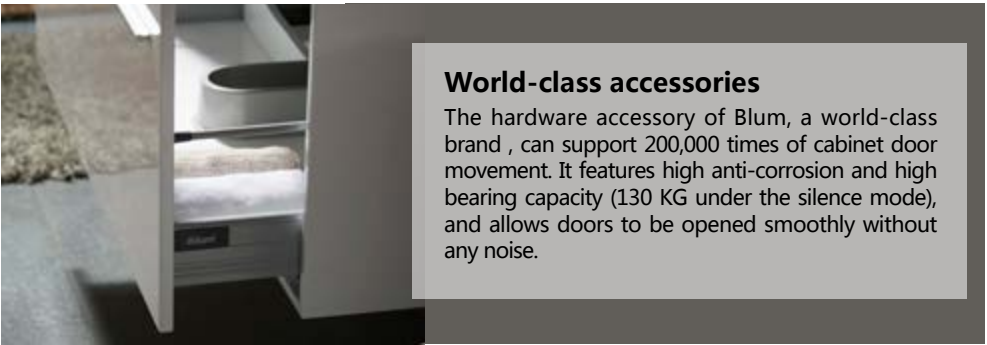 World-class accessories
The hardware accessory of Blum, a world-class
brand , can support 200,000 times of cabinet door
movement. It features high anti-corrosion and high
bearing capacity (130 KG under the silence mode),
and allows doors to be opened smoothly without
any noise.